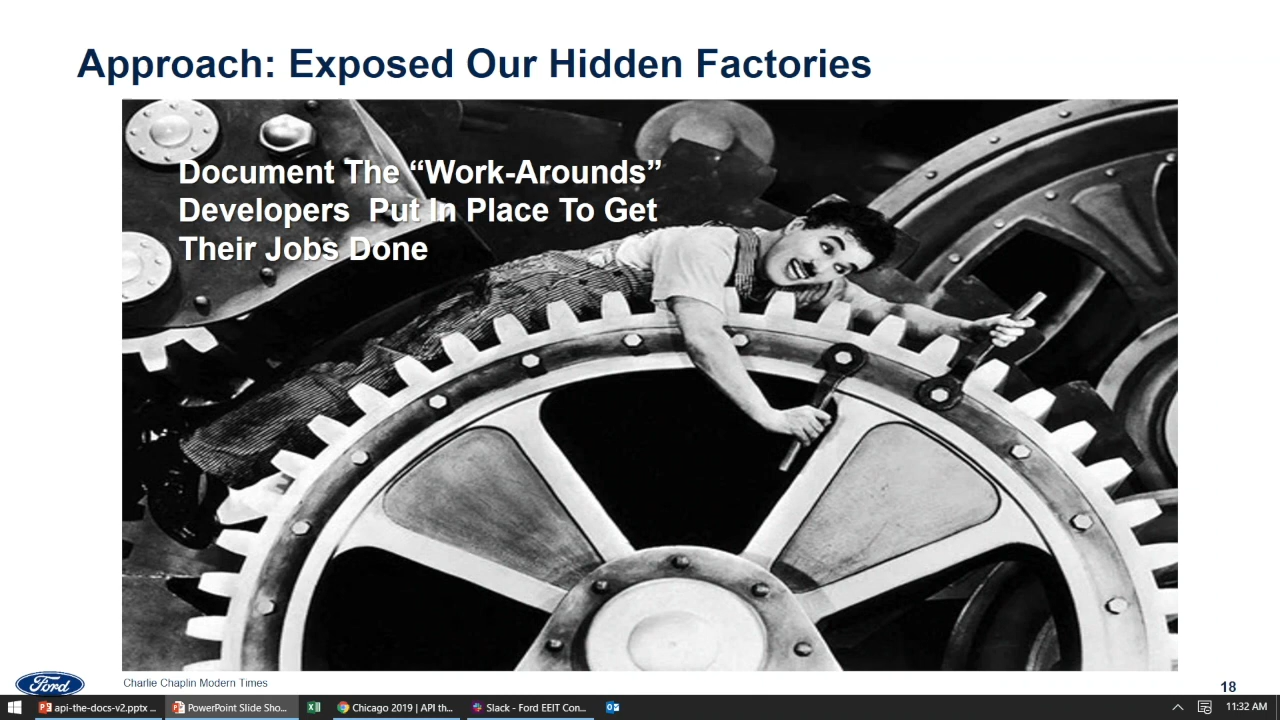 Approach: Exposed Our Hidden Factories
Document The “Work-Arounds”
Developers  Put In Place To Get
Their Jobs Done
Ford
Charlie Chaplin Modern Times
18
api-the-docs-v2.pptx ...
PowerPoint Slide Sho...
Chicago 2019 | API th...
Slack - Ford EEIT Con...
11:32 AM